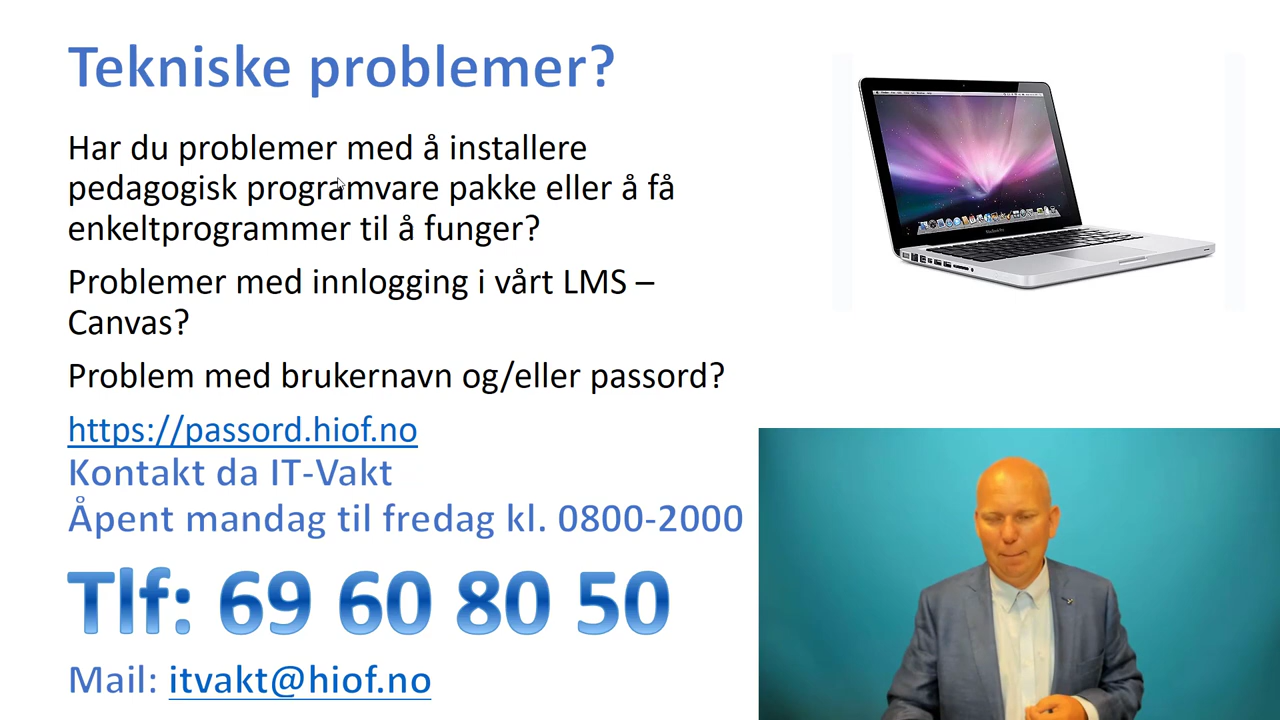 Tekniske problemer?
Har du problemer med å installere
pedagogisk programvare pakke eller å få
enkeltprogrammer til å funger?
Problemer med innlogging i vårt LMS –
Canvas?
Problem med brukernavn og/eller passord?
https://passord.hiof.no
Kontakt da IT-Vakt
Åpent mandag til fredag kl. 0800-2000
Tlf: 69 60 80 50
Mail: itvakt@hiof.no
MacBook Pro